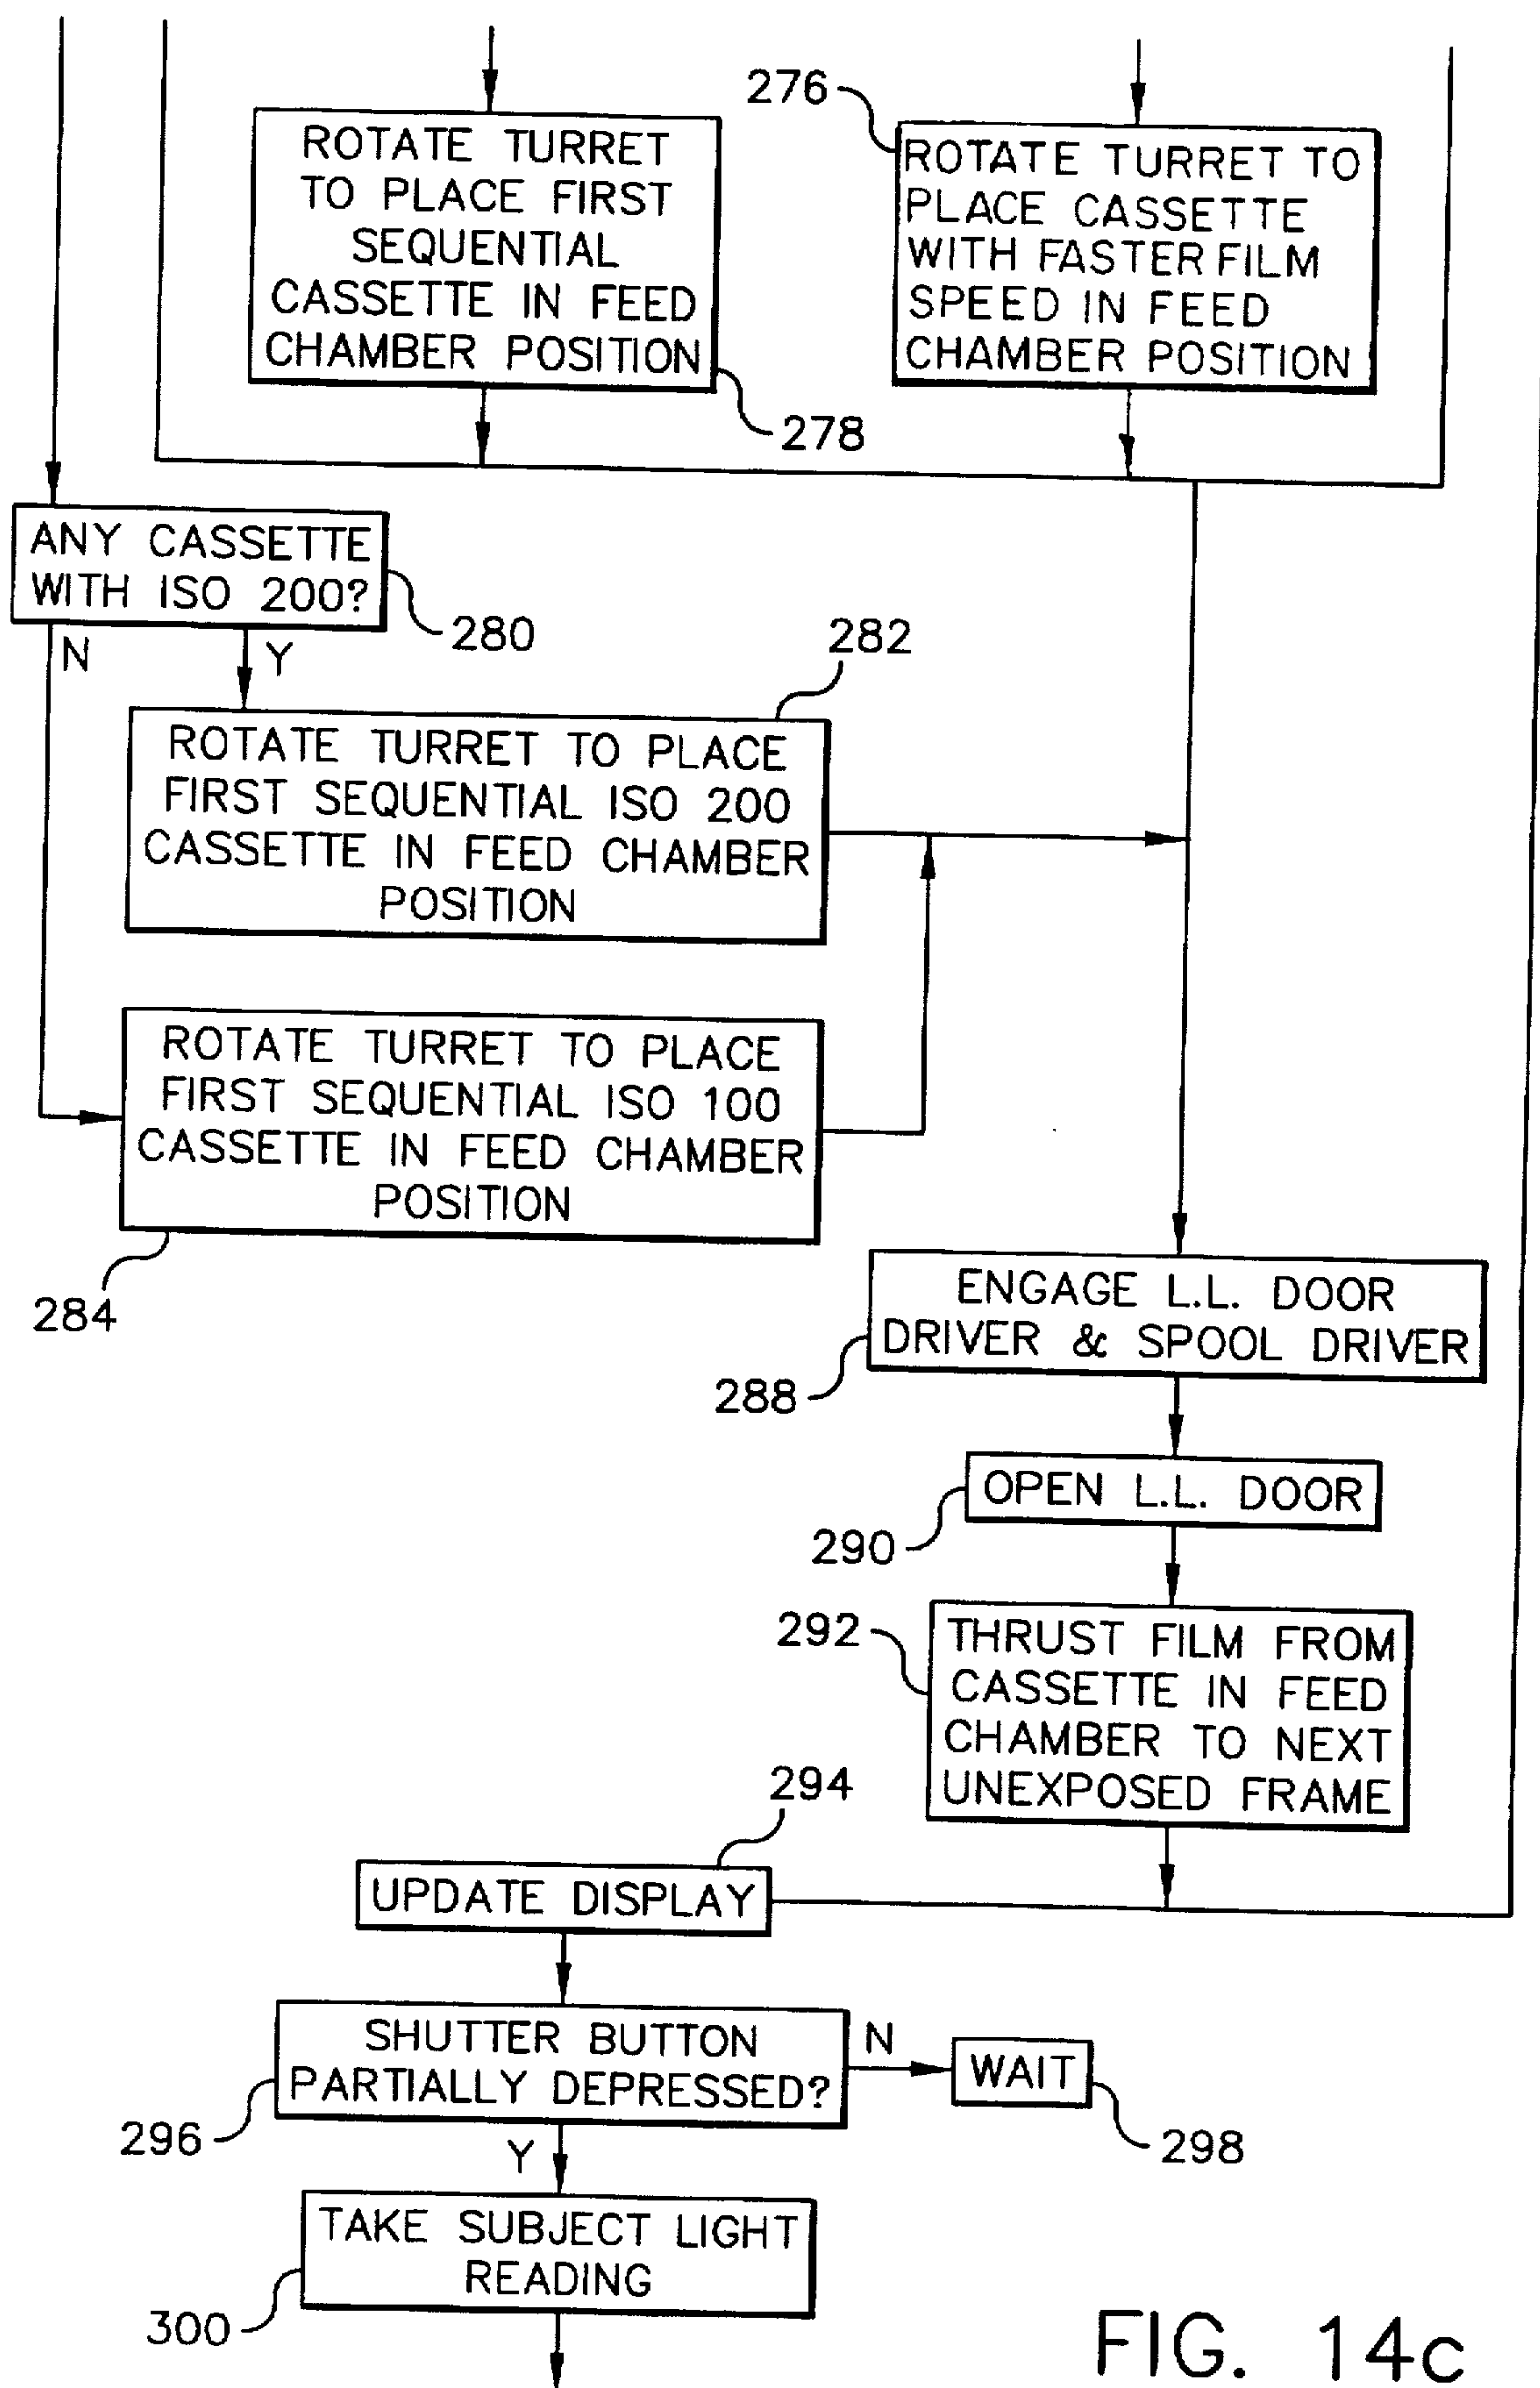 276
ROTATE TURRET
TO PLACE FIRST
SEQUENTIAL
CASSETTE IN FEED
CHAMBER POSITION
278
ROTATE TURRET TO
PLACE CASSETTE
WITH FASTER FILM
SPEED IN FEED
CHAMBER POSITION
ANY CASSETTE
WITH ISO 200?
280
N
Y
282
ROTATE TURRET TO PLACE
FIRST SEQUENTIAL ISO 200
CASSETTE IN FEED CHAMBER
POSITION
ROTATE TURRET TO PLACE
FIRST SEQUENTIAL ISO 100
CASSETTE IN FEED CHAMBER
POSITION
284
ENGAGE L.L. DOOR
DRIVER & SPOOL DRIVER
288
OPEN L.L. DOOR
290
292
THRUST FILM FROM
CASSETTE IN FEED
CHAMBER TO NEXT
UNEXPOSED FRAME
294
UPDATE DISPLAY
SHUTTER BUTTON
PARTIALLY DEPRESSED?
296
N
WAIT
298
Y
TAKE SUBJECT LIGHT
READING
300
FIG. 14c